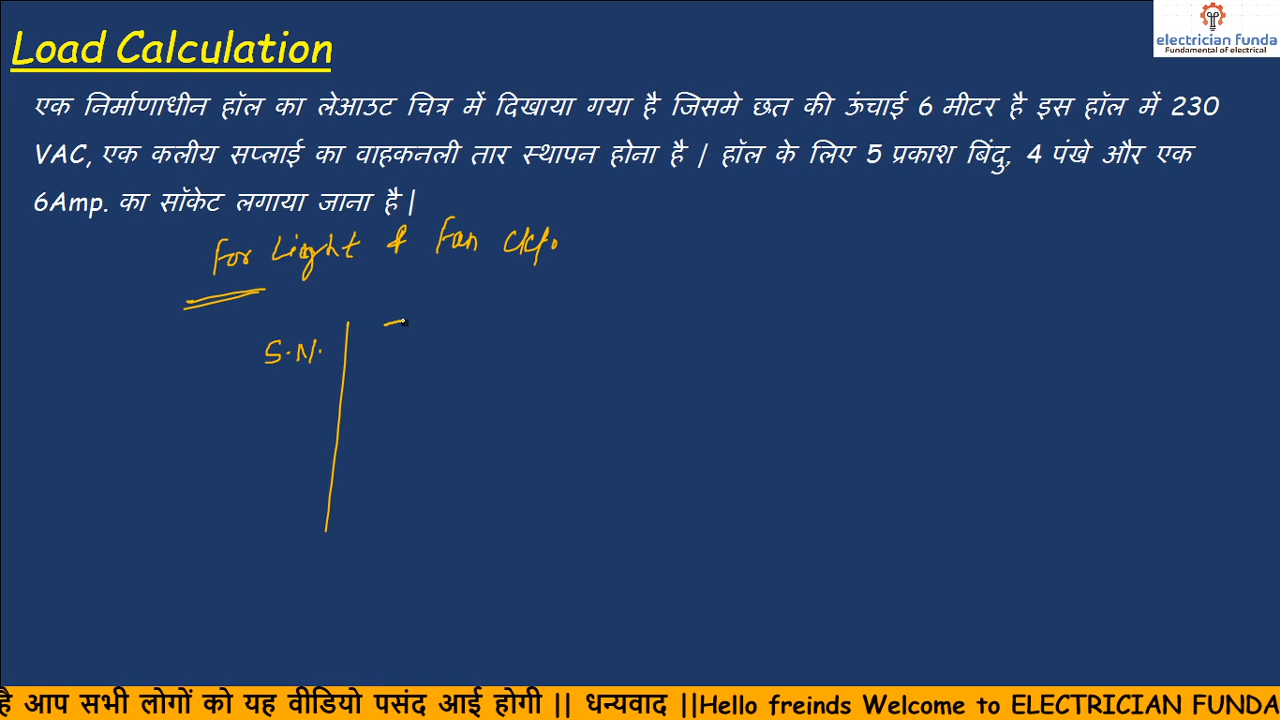 Load Calculation
electrician funda
Fundamental of electrical
एक निर्माणाधीन हॉल का लेआउट चित्र में दिखाया गया है जिसमे छत की ऊंचाई 6 मीटर है इस हॉल में 230
VAC, एक कलीय सप्लाई का वाहकनली तार स्थापन होना है | हॉल के लिए 5 प्रकाश बिंदु, 4 पंखे और एक
6Amp. का सॉकेट लगाया जाना है |
For Light & Fan
S.N.
है आप सभी लोगों को यह वीडियो पसंद आई होगी || धन्यवाद ||Hello freinds Welcome to ELECTRICIAN FUNDA